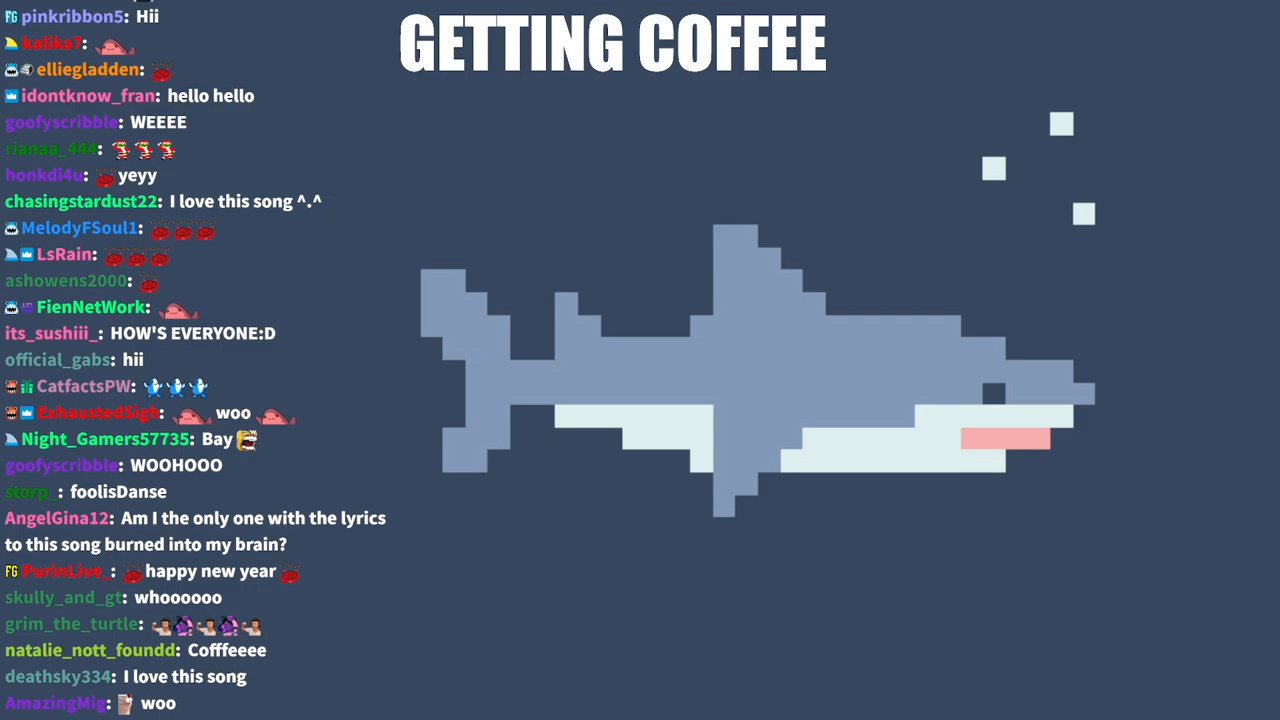 GETTING COFFEE
FG pinkribbon5: Hii
kalika7:
elliegladden:
idontknow_fran: hello hello
goofyscribble: WEEEE
rianaa_444:
honkdi4u: yeyy
chasingstardust22: I love this song ^.^
MelodyFSoul1:
LsRain:
ashowens2000:
FienNetWork:
its_sushiii_: HOW'S EVERYONE:D
official_gabs: hii
CatfactsPW:
ExhaustedSigh: woo
Night_Gamers57735: Bay
goofyscribble: WOOHOOO
storp_: foolisDanse
AngelGina12: Am I the only one with the lyrics
to this song burned into my brain?
FG PurinLive_: happy new year
skully_and_gt: whoooooo
grim_the_turtle:
natalie_nott_foundd: Cofffeeee
deathsky334: I love this song
AmazingMig: woo